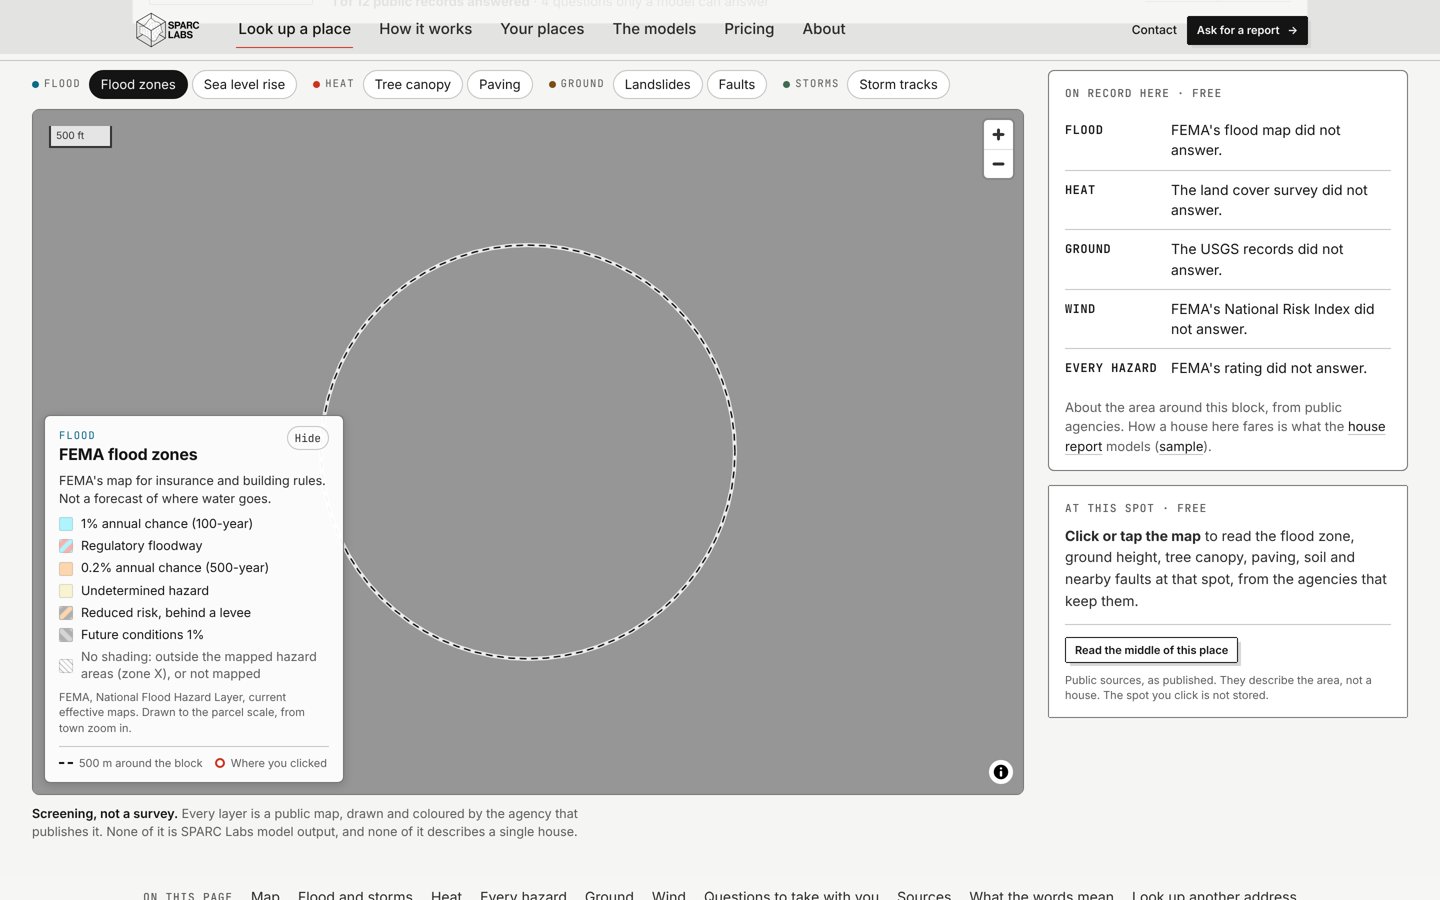 1 of 12 public records answered · 4 questions only a model can answer
SPARC LABS
Look up a place
How it works
Your places
The models
Pricing
About
Contact
Ask for a report →
FLOOD
Flood zones
Sea level rise
HEAT
Tree canopy
Paving
GROUND
Landslides
Faults
STORMS
Storm tracks
500 ft
+
−
FLOOD
Hide
FEMA flood zones
FEMA's map for insurance and building rules.
Not a forecast of where water goes.
1% annual chance (100-year)
Regulatory floodway
0.2% annual chance (500-year)
Undetermined hazard
Reduced risk, behind a levee
Future conditions 1%
No shading: outside the mapped hazard
areas (zone X), or not mapped
FEMA, National Flood Hazard Layer, current
effective maps. Drawn to the parcel scale, from
town zoom in.
500 m around the block
Where you clicked
Screening, not a survey. Every layer is a public map, drawn and coloured by the agency that
publishes it. None of it is SPARC Labs model output, and none of it describes a single house.
ON RECORD HERE · FREE
FLOOD
FEMA's flood map did not
answer.
HEAT
The land cover survey did not
answer.
GROUND
The USGS records did not
answer.
WIND
FEMA's National Risk Index did
not answer.
EVERY HAZARD
FEMA's rating did not answer.
About the area around this block, from public
agencies. How a house here fares is what the house
report models (sample).
AT THIS SPOT · FREE
Click or tap the map to read the flood zone,
ground height, tree canopy, paving, soil and
nearby faults at that spot, from the agencies that
keep them.
Read the middle of this place
Public sources, as published. They describe the area, not a
house. The spot you click is not stored.
ON THIS PAGE
Map
Flood and storms
Heat
Every hazard
Ground
Wind
Questions to take with you
Sources
What the words mean
Look up another address